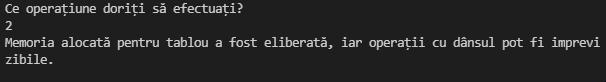 Ce operațiune doriți să efectuați?
2
Memoria alocată pentru tablou a fost eliberată, iar operații cu dânsul pot fi imprevi
zibile.